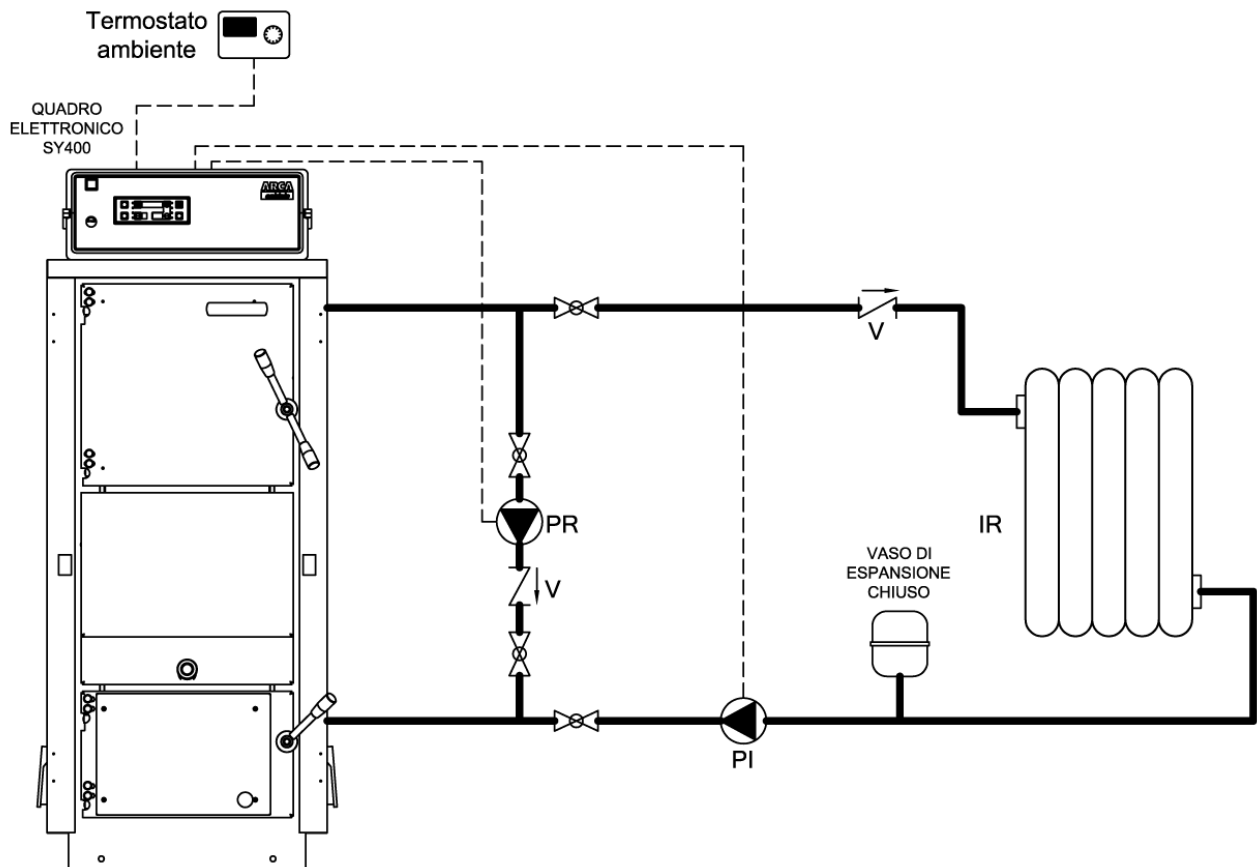 Termostato
ambiente
QUADRO
ELETTRONICO
SY400
ARCA
V
PR
V
IR
VASO DI
ESPANSIONE
CHIUSO
PI